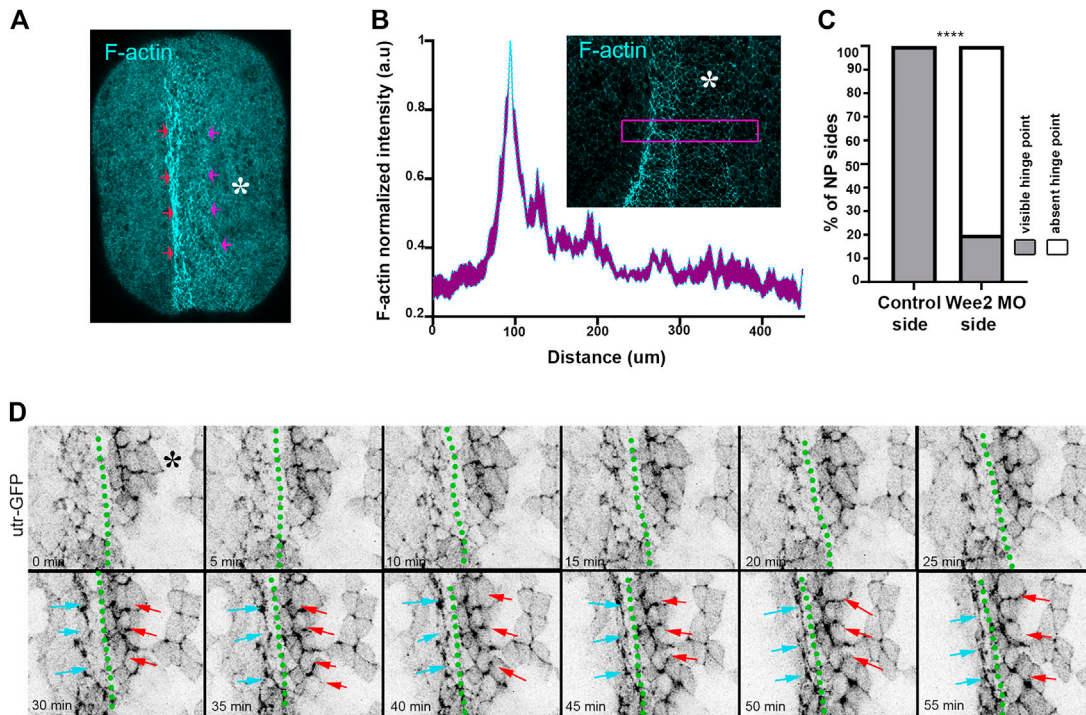 A
F-actin
*
B
F-actin normalized intensity (a.u)
1
0.8
0.6
0.4
0.2
0
100
200
300
400
Distance (um)
F-actin
*
C
% of NP sides
100
90
80
70
60
50
40
30
20
10
0
****
Control
side
Wee2 MO
side
visible hinge point
absent hinge point
D
utr-GFP
*
0 min
5 min
10 min
15 min
20 min
25 min
30 min
35 min
40 min
45 min
50 min
55 min